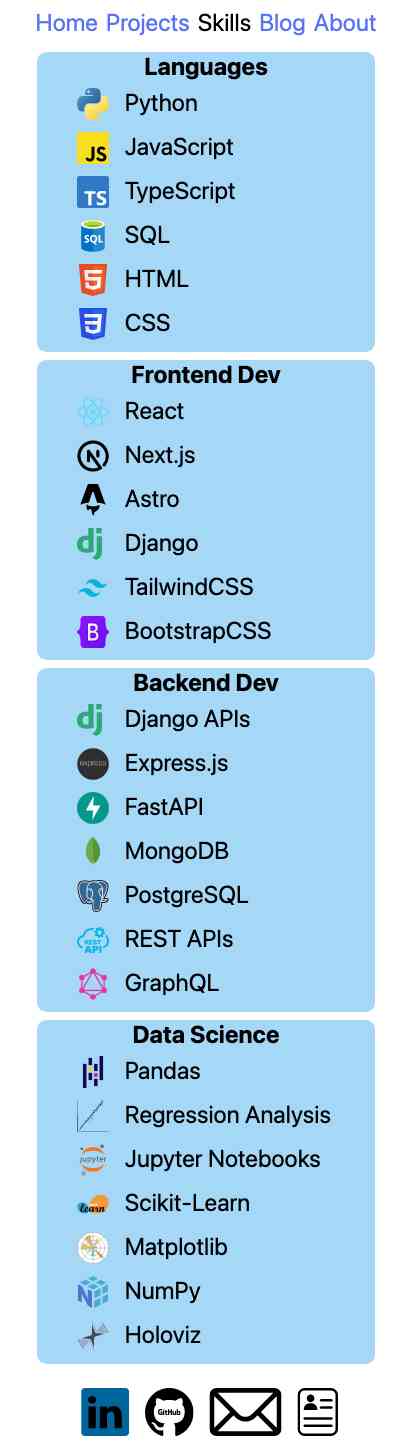 Home Projects Skills Blog About
Languages
Python
JS JavaScript
TS TypeScript
SQL SQL
5 HTML
3 CSS
Frontend Dev
React
N Next.js
Astro
dj Django
TailwindCSS
B BootstrapCSS
Backend Dev
dj Django APIs
express Express.js
FastAPI
MongoDB
PostgreSQL
REST API REST APIs
GraphQL
Data Science
Pandas
Regression Analysis
jupyter Jupyter Notebooks
learn Scikit-Learn
Matplotlib
NumPy
Holoviz
in GitHub